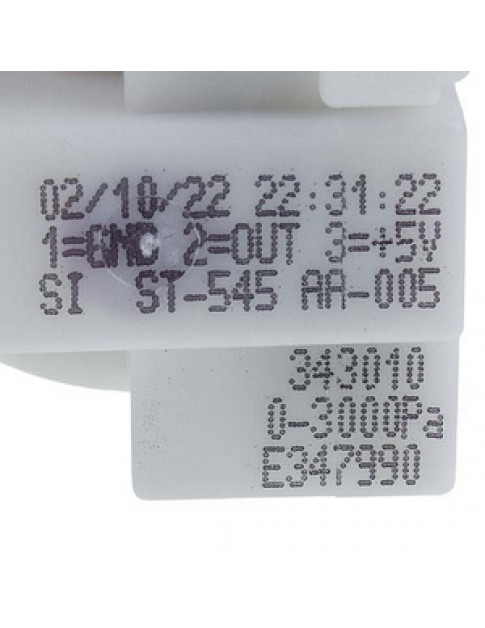 02/10/22 22:31:22
1=GND 2=OUT 3=+5V
SI ST-545 AA-005
343010
0-3000Pa
E347990